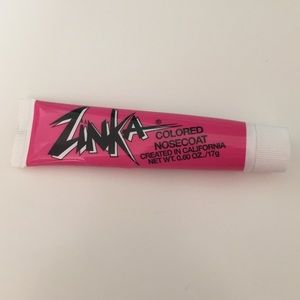 ZINKA®
COLORED
NOSECOAT
CREATED IN CALIFORNIA
NET WT. 0.60 OZ./17g